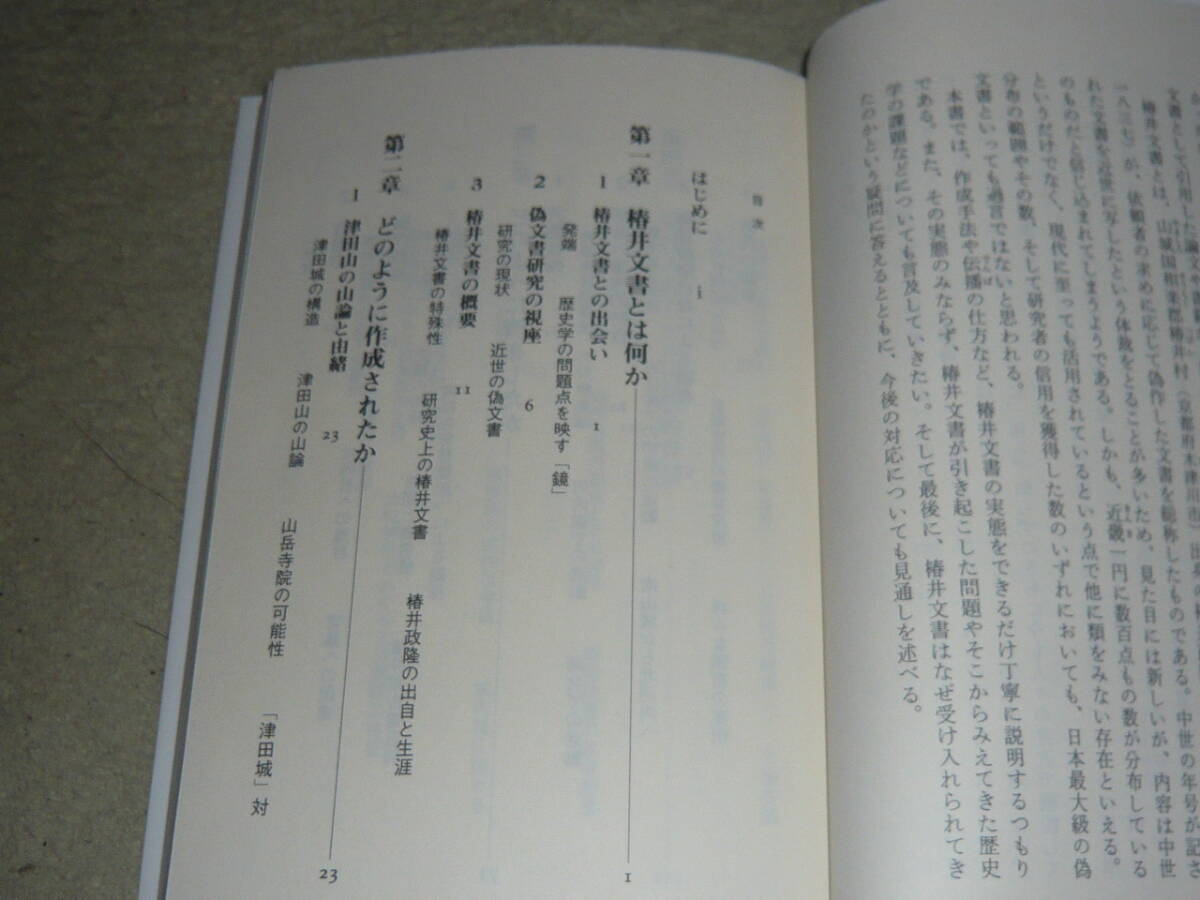 文書として引用した論文
椿井文書とは、山城国相楽郡椿井村（京都府木津川市）出身
一八三七）が、依頼者の求めに応じて偽作した文書を総称したものである。中世の年号が記さ
れた文書を近世に写したという体裁をとることが多いため、見た目には新しいが、内容は中世
のものだと信じ込まれてしまうようである。しかも、近畿一円に数百点もの数が分布している
というだけでなく、現代に至っても活用されているという点で他に類をみない存在といえる。
分布の範囲やその数、そして研究者の信用を獲得した数のいずれにおいても、日本最大級の偽
文書といっても過言ではないと思われる。
本書では、作成手法や伝播の仕方など、椿井文書の実態をできるだけ丁寧に説明するつもり
である。また、その実態のみならず、椿井文書が引き起こした問題やそこからみえてきた歴史
学の課題などについても言及していきたい。そして最後に、椿井文書はなぜ受け入れられてき
たのかという疑問に答えるとともに、今後の対応についても見通しを述べる。
目次
はじめに i
第一章 椿井文書とは何か 1
1 椿井文書との出会い 1
発端 歴史学の問題点を映す「鏡」
2 偽文書研究の視座 6
研究の現状 近世の偽文書
3 椿井文書の概要 11
椿井文書の特殊性 研究史上の椿井文書 椿井政隆の出自と生涯
第二章 どのように作成されたか 23
1 津田山の山論と由緒 23
津田城の構造 津田山の山論 山岳寺院の可能性 「津田城」対